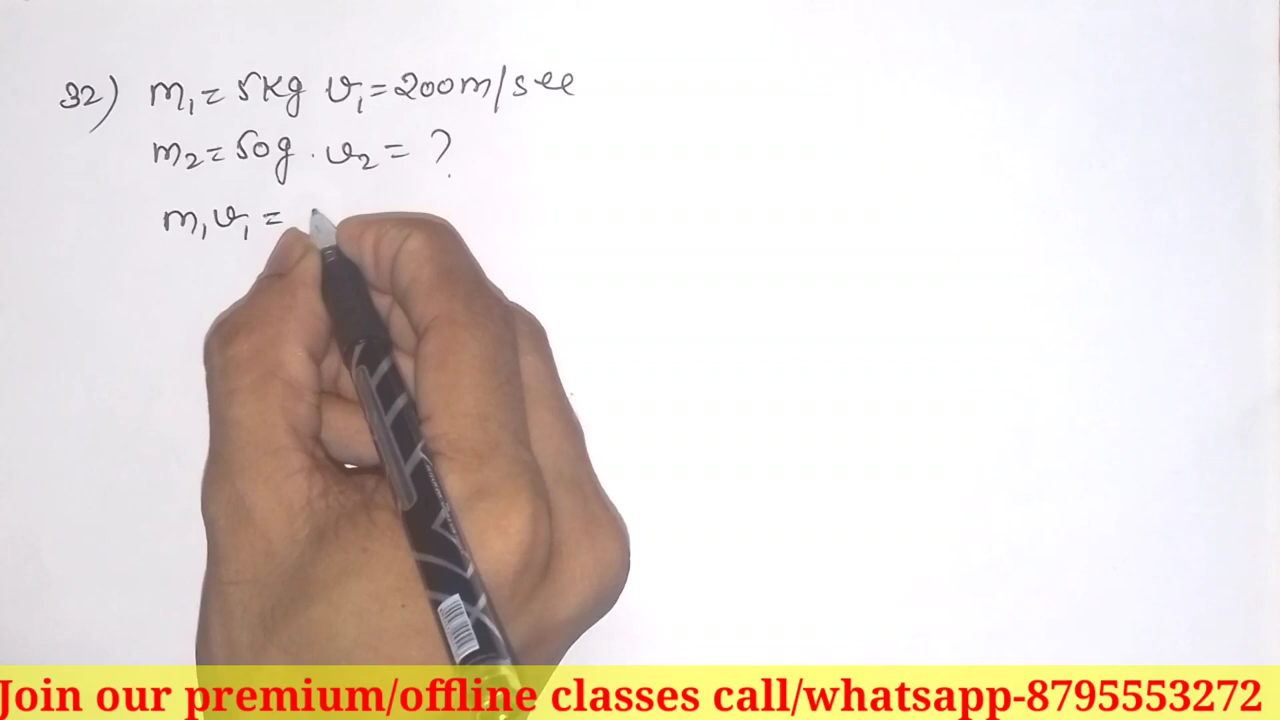 32) m₁ = 5Kg v₁ = 200m/sec
m₂ = 50g . v₂ = ?
m₁v₁ =
Join our premium/offline classes call/whatsapp-8795553272